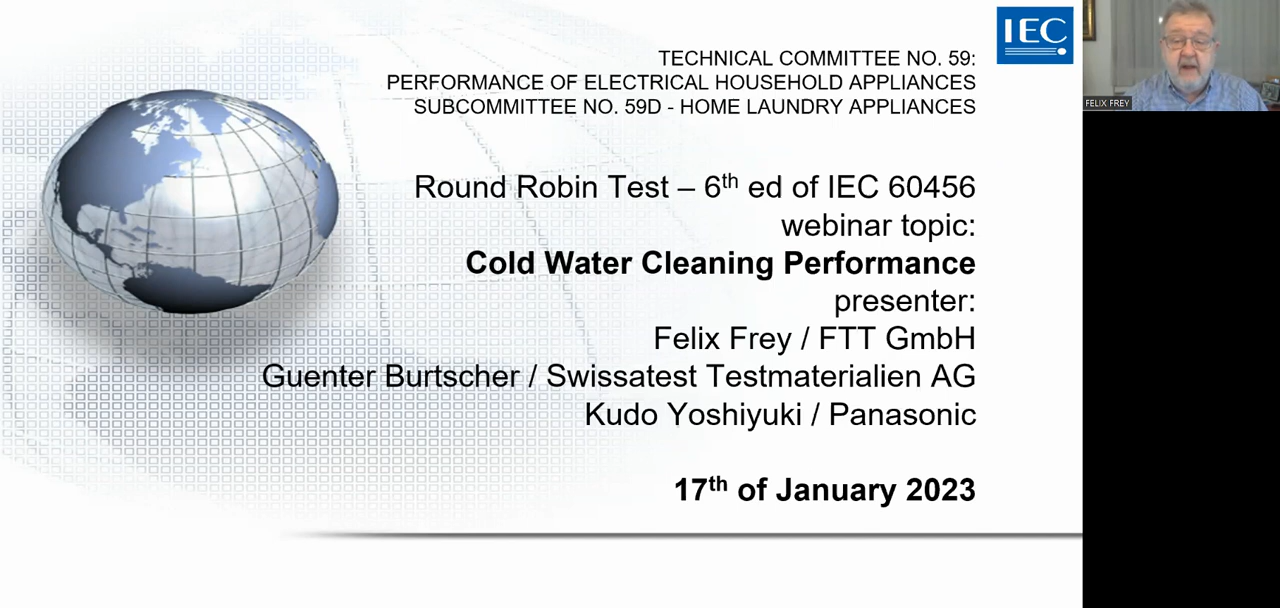 IEC
TECHNICAL COMMITTEE NO. 59:
PERFORMANCE OF ELECTRICAL HOUSEHOLD APPLIANCES
SUBCOMMITTEE NO. 59D - HOME LAUNDRY APPLIANCES
FELIX FREY
Round Robin Test – 6th ed of IEC 60456
webinar topic:
Cold Water Cleaning Performance
presenter:
Felix Frey / FTT GmbH
Guenter Burtscher / Swissatest Testmaterialien AG
Kudo Yoshiyuki / Panasonic
17th of January 2023